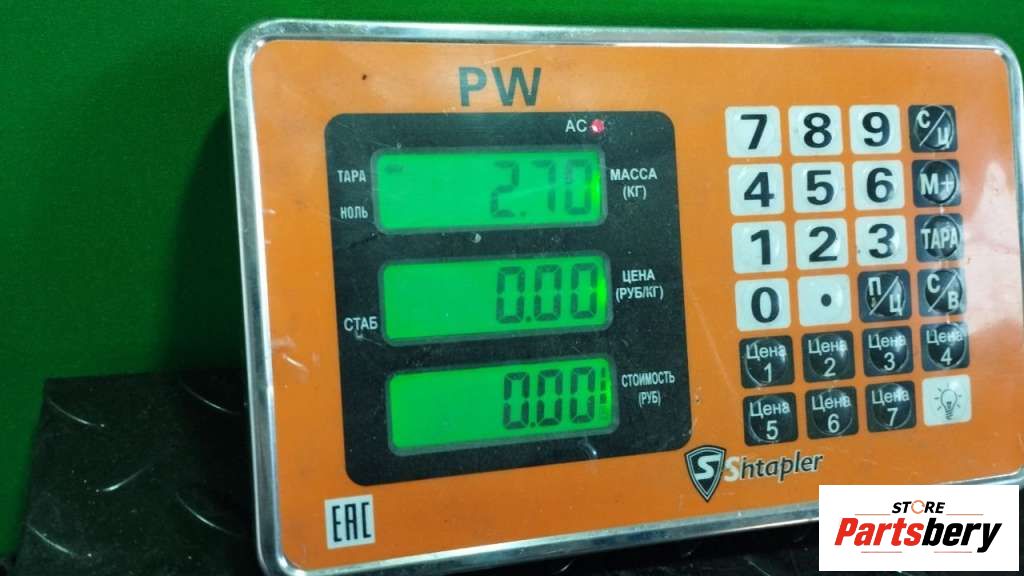 PW
AC
ТАРА
2.70
МАССА
(КГ)
НОЛЬ
0.00
ЦЕНА
(РУБ/КГ)
СТАБ
0.00
СТОИМОСТЬ
(РУБ)
7 8 9 С/Ц
4 5 6 М+
1 2 3 ТАРА
0 . П/Ц С/В
Цена 1 Цена 2 Цена 3 Цена 4
Цена 5 Цена 6 Цена 7
S Shtapler
EAC
STORE
Partsbery